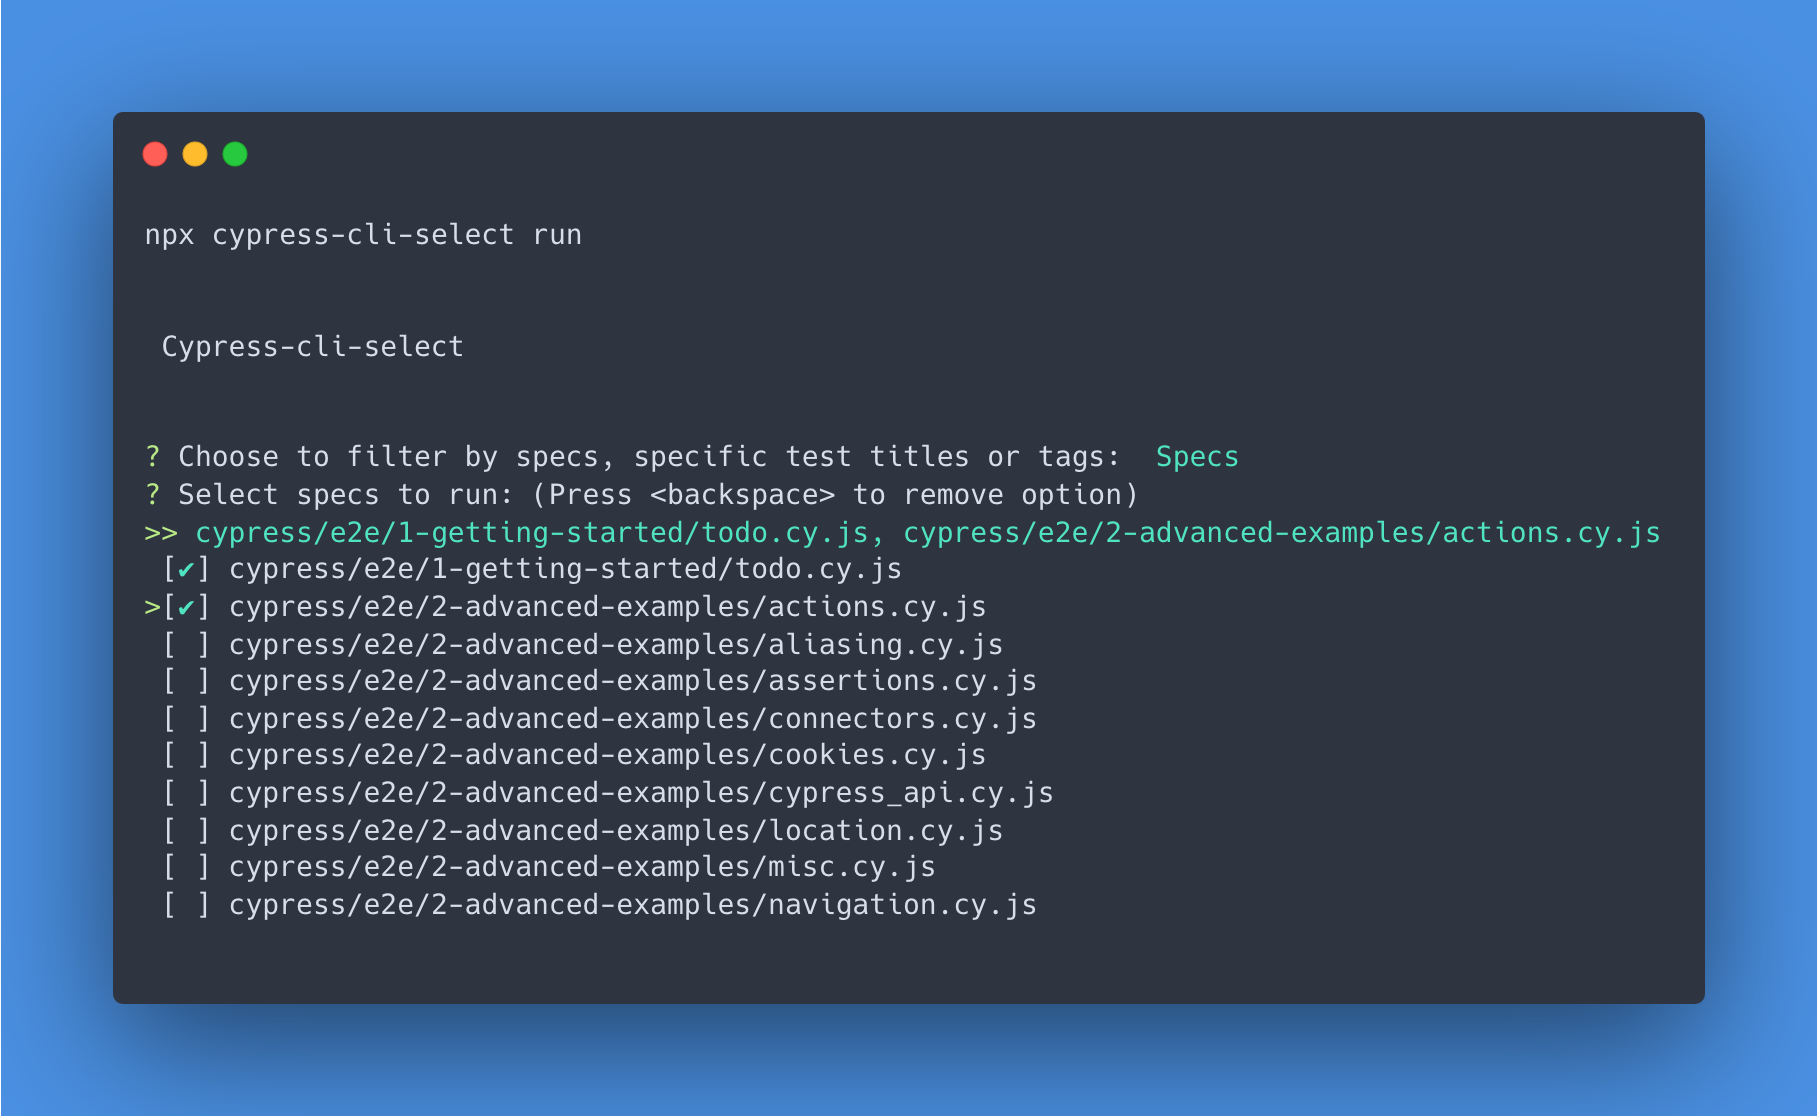 npx cypress-cli-select run
Cypress-cli-select
? Choose to filter by specs, specific test titles or tags:  Specs
? Select specs to run: (Press <backspace> to remove option)
>> cypress/e2e/1-getting-started/todo.cy.js, cypress/e2e/2-advanced-examples/actions.cy.js
[✔] cypress/e2e/1-getting-started/todo.cy.js
>[✔] cypress/e2e/2-advanced-examples/actions.cy.js
[ ] cypress/e2e/2-advanced-examples/aliasing.cy.js
[ ] cypress/e2e/2-advanced-examples/assertions.cy.js
[ ] cypress/e2e/2-advanced-examples/connectors.cy.js
[ ] cypress/e2e/2-advanced-examples/cookies.cy.js
[ ] cypress/e2e/2-advanced-examples/cypress_api.cy.js
[ ] cypress/e2e/2-advanced-examples/location.cy.js
[ ] cypress/e2e/2-advanced-examples/misc.cy.js
[ ] cypress/e2e/2-advanced-examples/navigation.cy.js